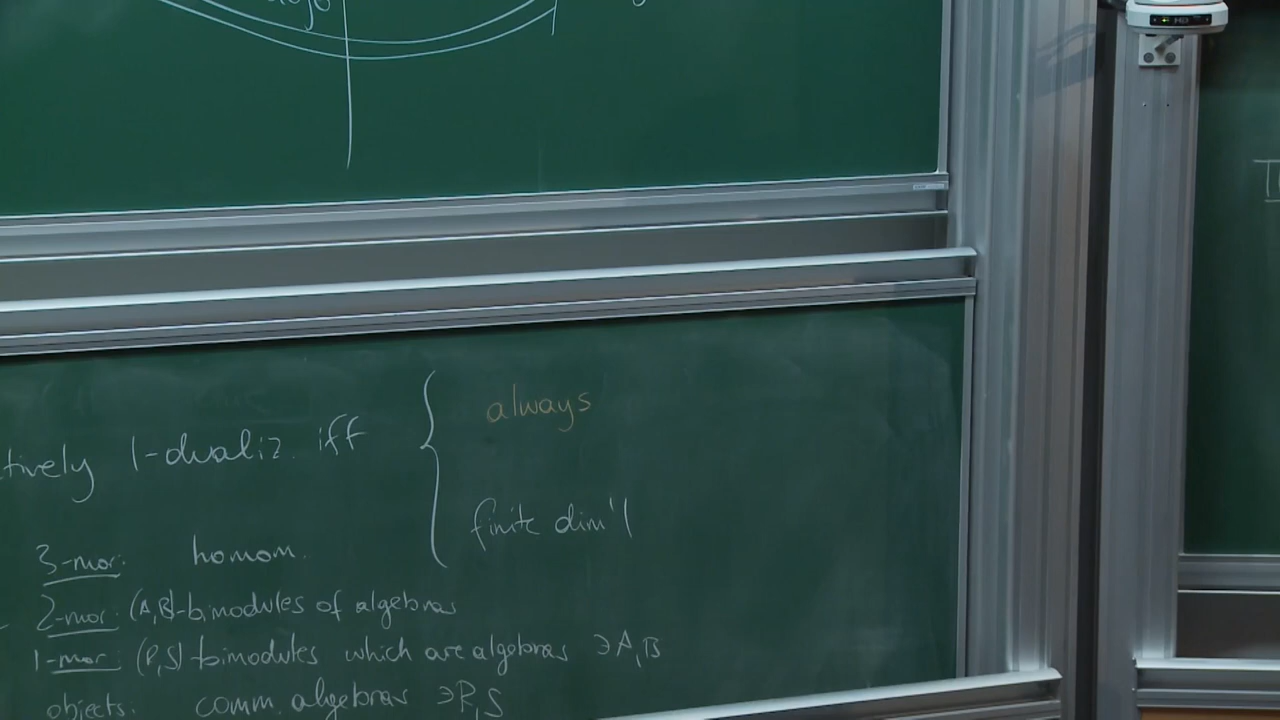 always
tively 1-dualiz. iff
finite dim'l
3-mor: homom.
2-mor: (A,B)-bimodules of algebras
1-mor: (R,S)-bimodules which are algebras ∋A,B
objects: comm. algebras ∋R,S